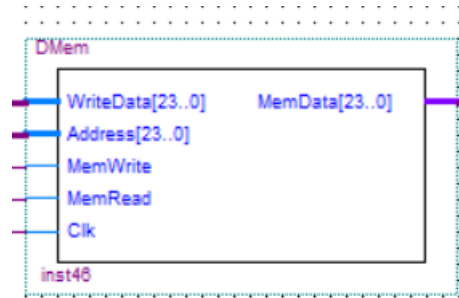 DMem
WriteData[23..0] MemData[23..0]
Address[23..0]
MemWrite
MemRead
Clk
inst46